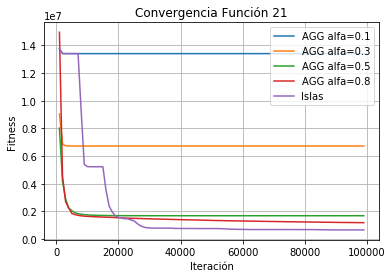 Convergencia Función 21
1e7
AGG alfa=0.1
AGG alfa=0.3
AGG alfa=0.5
AGG alfa=0.8
Islas
1.4
1.2
1.0
0.8
0.6
0.4
0.2
0.0
Fitness
0
20000
40000
60000
80000
100000
Iteración